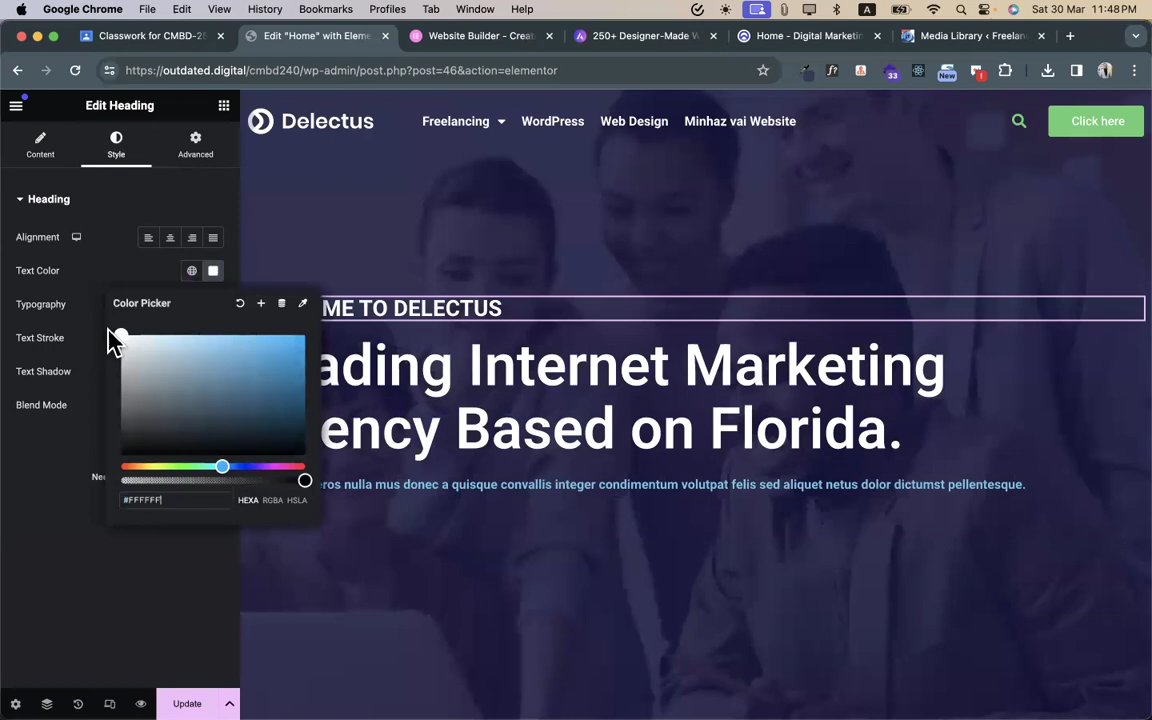 Google Chrome File Edit View History Bookmarks Profiles Tab Window Help A Sat 30 Mar 11:48 PM
Classwork for CMBD-2 Edit "Home" with Eleme Website Builder - Creat 250+ Designer-Made W Home - Digital Marketin Media Library ‹ Freelan
https://outdated.digital/cmbd240/wp-admin/post.php?post=46&action=elementor f? 33 New
Edit Heading
Content Style Advanced
Delectus Freelancing WordPress Web Design Minhaz vai Website Click here
Heading
Alignment
Text Color
Typography
Color Picker
Text Stroke
Text Shadow
Blend Mode
#FFFFFF HEXA RGBA HSLA
ME TO DELECTUS
ading Internet Marketing
ency Based on Florida.
eros nulla mus donec a quisque convallis integer condimentum volutpat felis sed aliquet netus dolor dictumst pellentesque.
Nee
Update